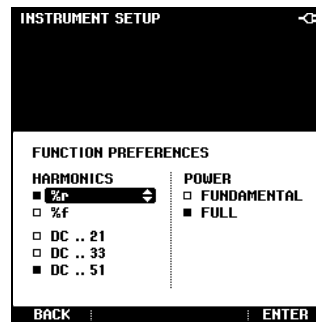 INSTRUMENT SETUP
FUNCTION PREFERENCES
HARMONICS
%r
%f
DC .. 21
DC .. 33
DC .. 51
POWER
FUNDAMENTAL
FULL
BACK
ENTER